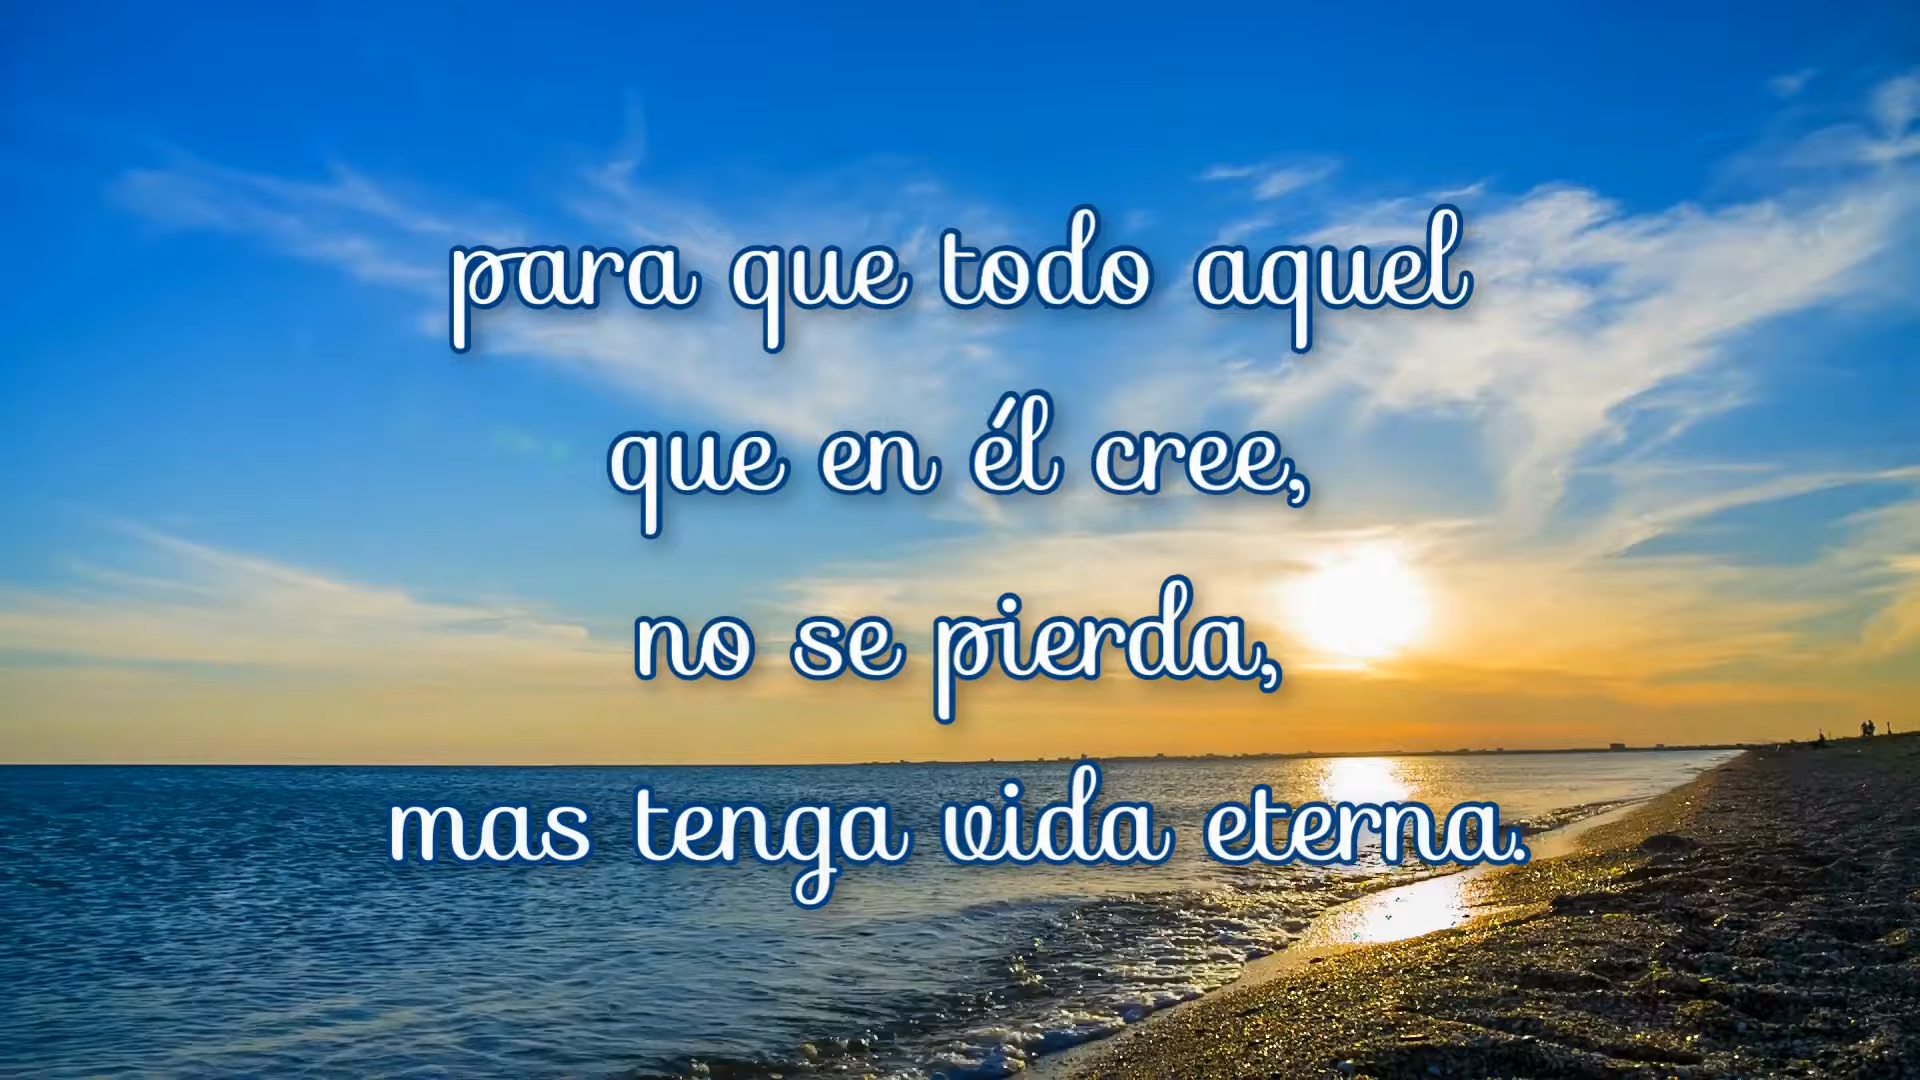 para que todo aquel
que en él cree,
no se pierda,
mas tenga vida eterna.